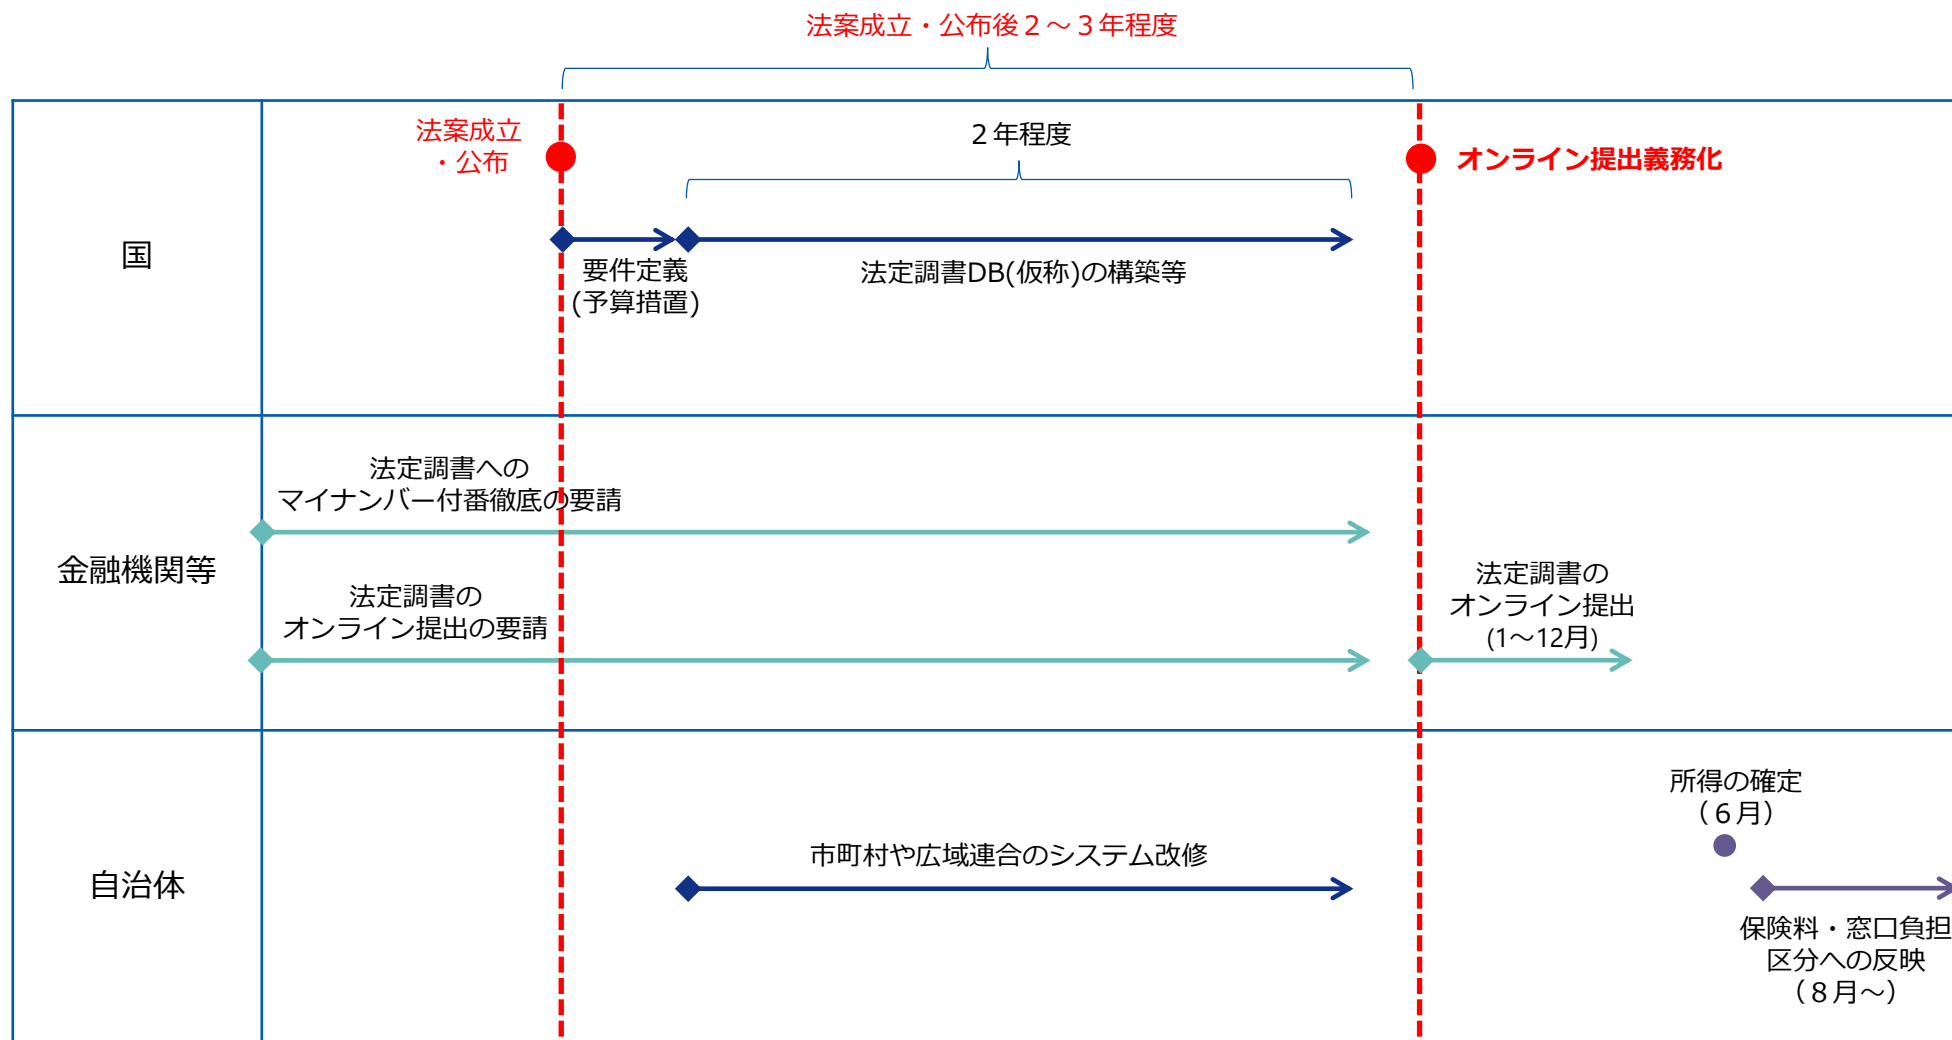 法案成立・公布後２～３年程度
法案成立
・公布
２年程度
オンライン提出義務化
国
要件定義
(予算措置)
法定調書DB(仮称)の構築等
法定調書への
マイナンバー付番徹底の要請
金融機関等
法定調書の
オンライン提出の要請
法定調書の
オンライン提出
(1～12月)
所得の確定
（６月）
市町村や広域連合のシステム改修
自治体
保険料・窓口負担
区分への反映
（８月～）